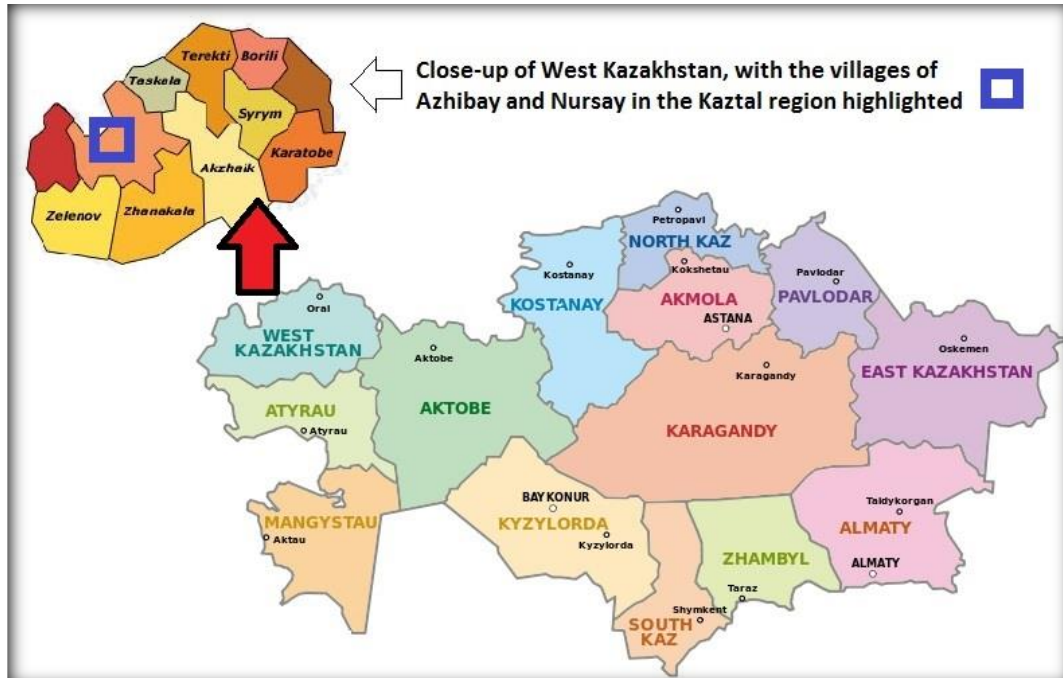 Close-up of West Kazakhstan, with the villages of
Azhibay and Nursay in the Kaztal region highlighted
Terekti
Borili
Taskala
Syrym
Karatobe
Akzhaik
Zelenov
Zhanakala
Petropavl
NORTH KAZ
Kostanay
Kokshetau
Pavlodar
KOSTANAY
AKMOLA
PAVLODAR
ASTANA
Oral
WEST
KAZAKHSTAN
Aktobe
Karagandy
Oskemen
EAST KAZAKHSTAN
ATYRAU
Atyrau
AKTOBE
KARAGANDY
BAYKONUR
Taldykorgan
MANGYSTAU
Aktau
KYZYLORDA
Kyzylorda
ALMATY
ZHAMBYL
ALMATY
Taraz
Shymkent
SOUTH
KAZ